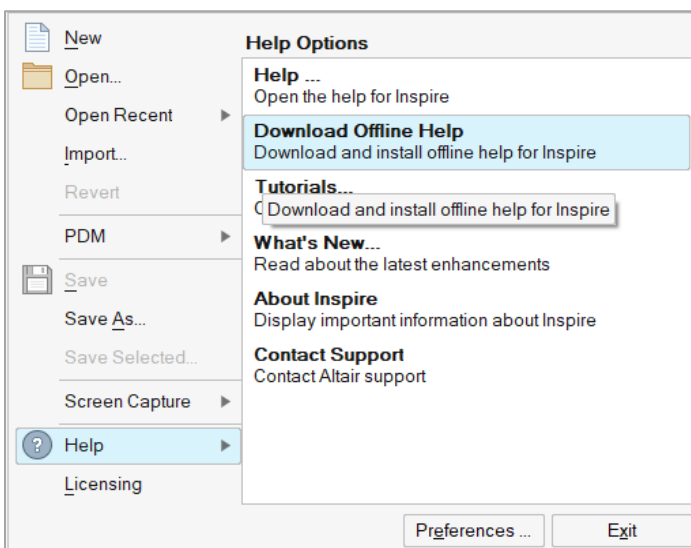 New
Open...
Open Recent
Import...
Revert
PDM
Save
Save As...
Save Selected...
Screen Capture
Help
Licensing
Help Options
Help ...
Open the help for Inspire
Download Offline Help
Download and install offline help for Inspire
Tutorials...
Download and install offline help for Inspire
What's New...
Read about the latest enhancements
About Inspire
Display important information about Inspire
Contact Support
Contact Altair support
Preferences ...
Exit